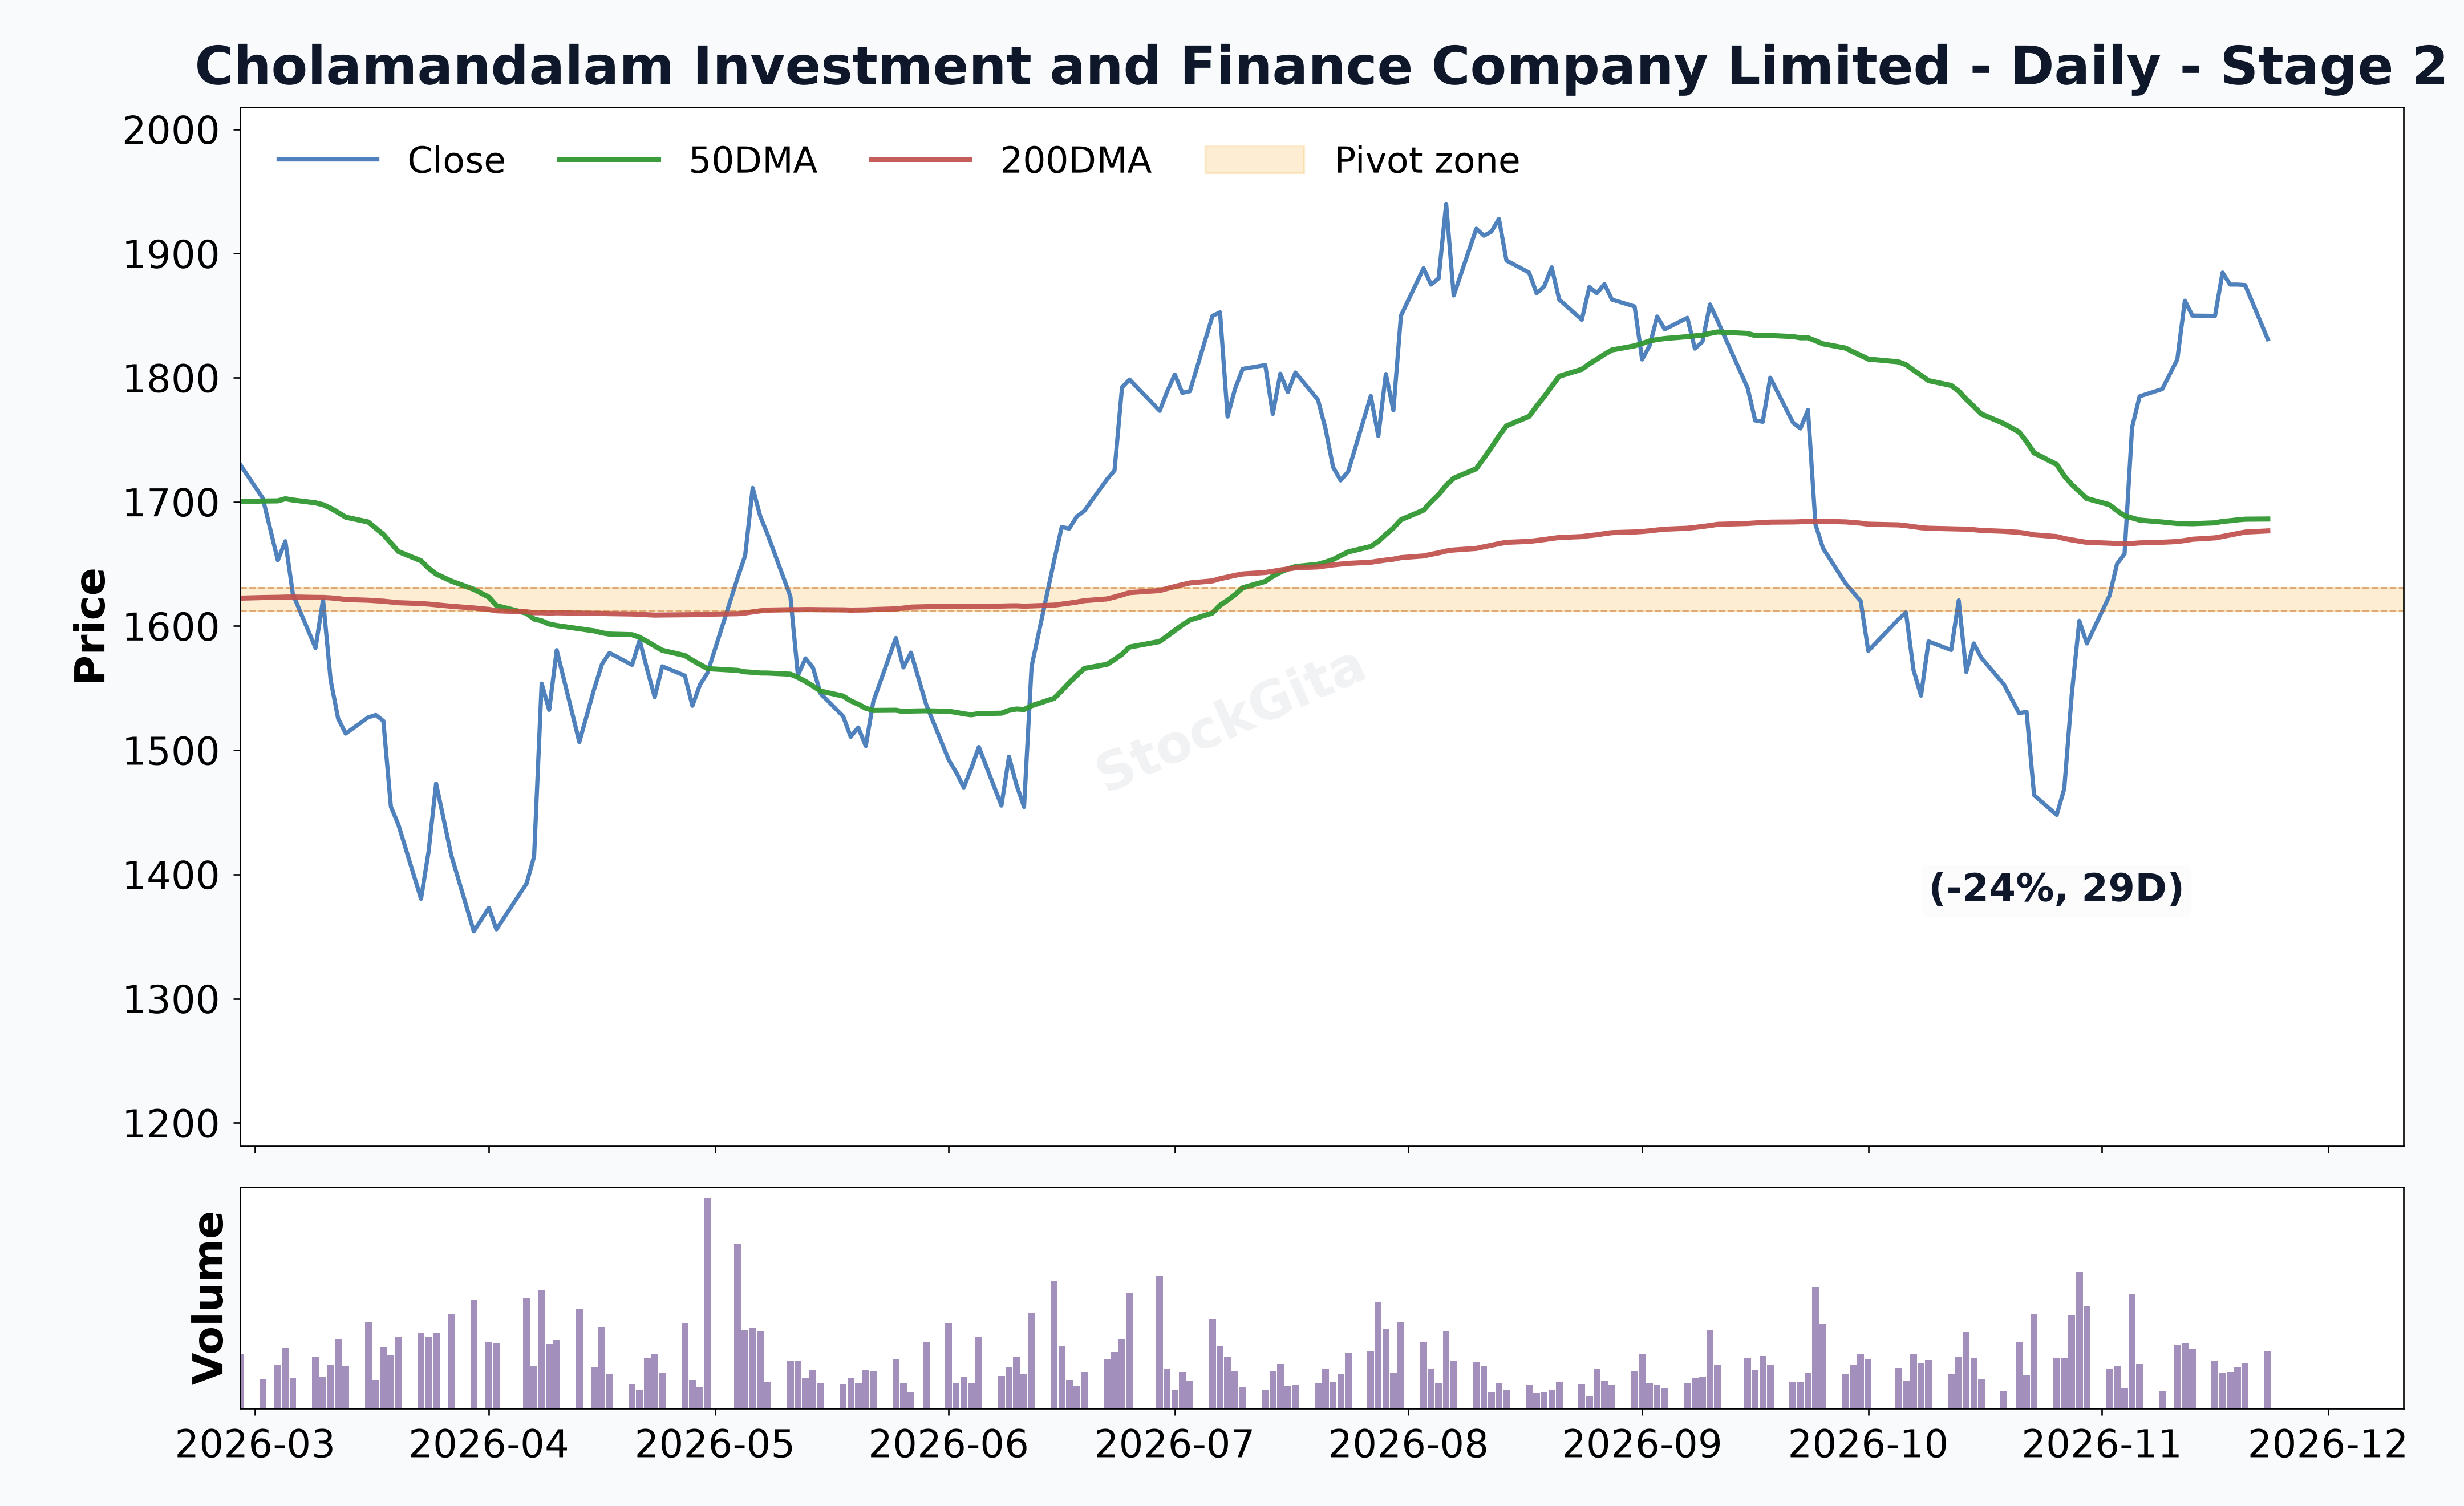 Cholamandalam Investment and Finance Company Limited - Daily - Stage 2
Close 50DMA 200DMA Pivot zone
Price
2000
1900
1800
1700
1600
1500
1400
1300
1200
StockGita
(-24%, 29D)
Volume
2026-03 2026-04 2026-05 2026-06 2026-07 2026-08 2026-09 2026-10 2026-11 2026-12